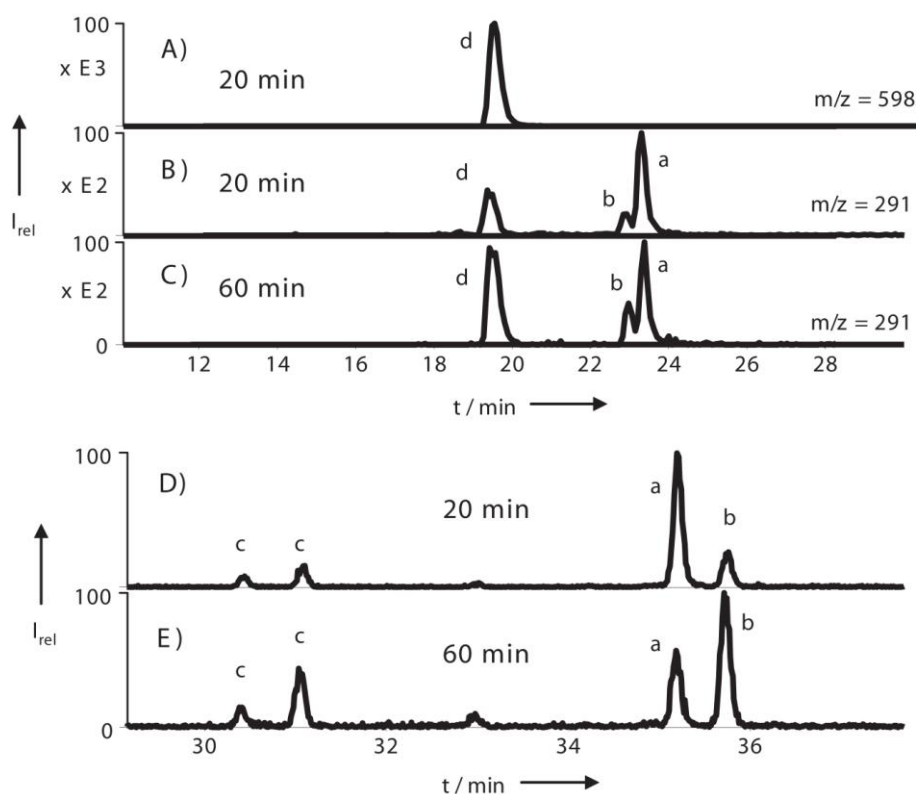 100
x E3
A)
20 min
d
m/z = 598
100
x E2
B)
20 min
d
b
a
m/z = 291
100
x E2
0
C)
60 min
d
b
a
m/z = 291
I rel
12 14 16 18 20 22 24 26 28
t / min
100
D)
20 min
c
c
a
b
100
0
E)
60 min
c
c
a
b
I rel
30 32 34 36
t / min